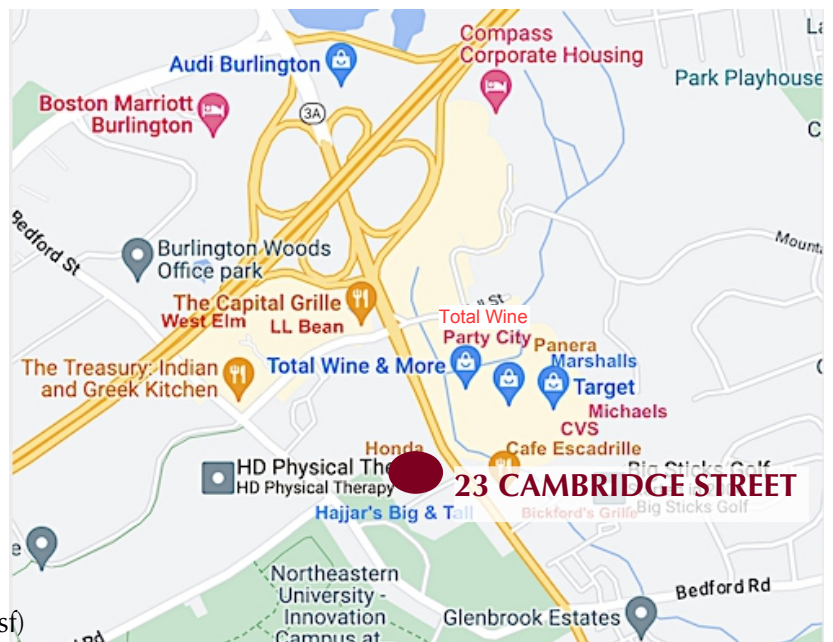 Compass
Corporate Housing
Audi Burlington
Park Playhouse
Boston Marriott
Burlington
3A
Bedford St
Burlington Woods
Office park
The Capital Grille
West Elm
LL Bean
Total Wine
Party City
Panera
Marshalls
Total Wine & More
Target
The Treasury: Indian
and Greek Kitchen
Michaels
CVS
Honda
Cafe Escadrille
HD Physical The
HD Physical Therapy
23 CAMBRIDGE STREET
Big Sticks Golf
Hajjar's Big & Tall
Bickford's Grille
Big Sticks Golf
Northeastern
University -
Innovation
Campus at
Bedford Rd
Glenbrook Estates
sf)